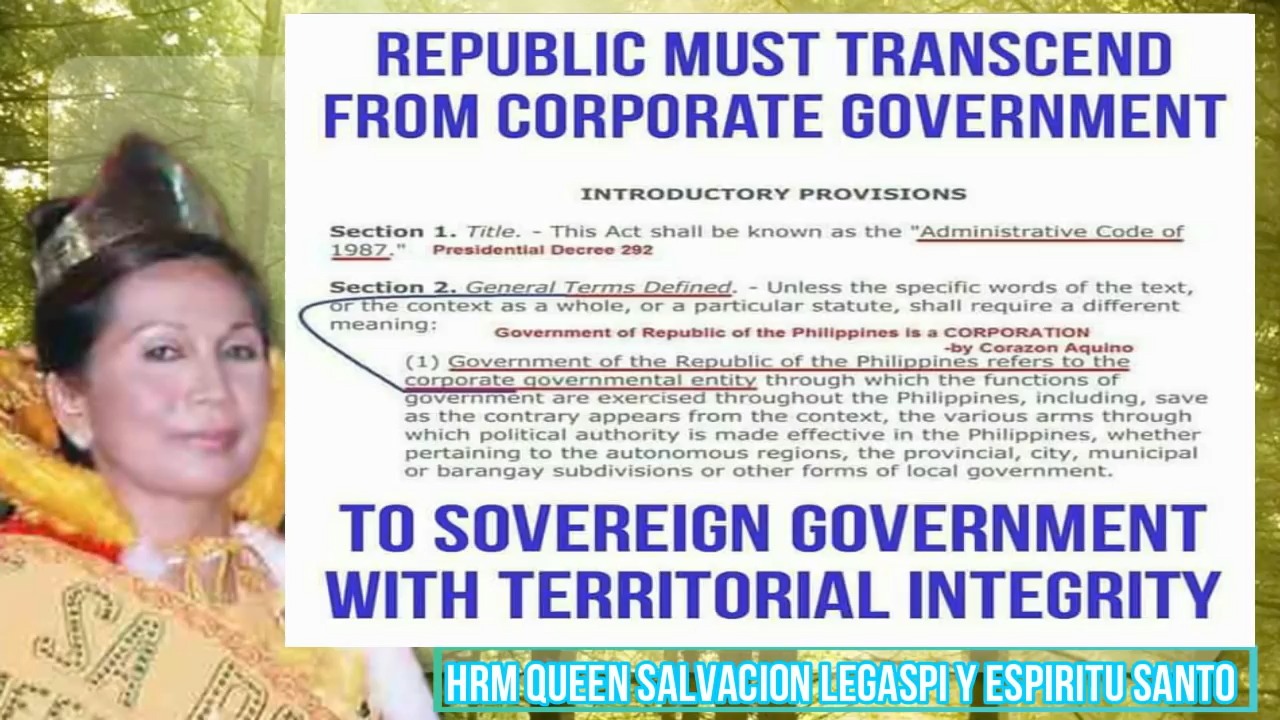 REPUBLIC MUST TRANSCEND
FROM CORPORATE GOVERNMENT
INTRODUCTORY PROVISIONS
Section 1. Title. - This Act shall be known as the "Administrative Code of
1987." Presidential Decree 292
Section 2. General Terms Defined. - Unless the specific words of the text,
or the context as a whole, or a particular statute, shall require a different
meaning:
Government of Republic of the Philippines is a CORPORATION
-by Corazon Aquino
(1) Government of the Republic of the Philippines refers to the
corporate governmental entity through which the functions of
government are exercised throughout the Philippines, including, save
as the contrary appears from the context, the various arms through
which political authority is made effective in the Philippines, whether
pertaining to the autonomous regions, the provincial, city, municipal
or barangay subdivisions or other forms of local government.
TO SOVEREIGN GOVERNMENT
WITH TERRITORIAL INTEGRITY
HRM QUEEN SALVACION LEGASPI Y ESPIRITU SANTO